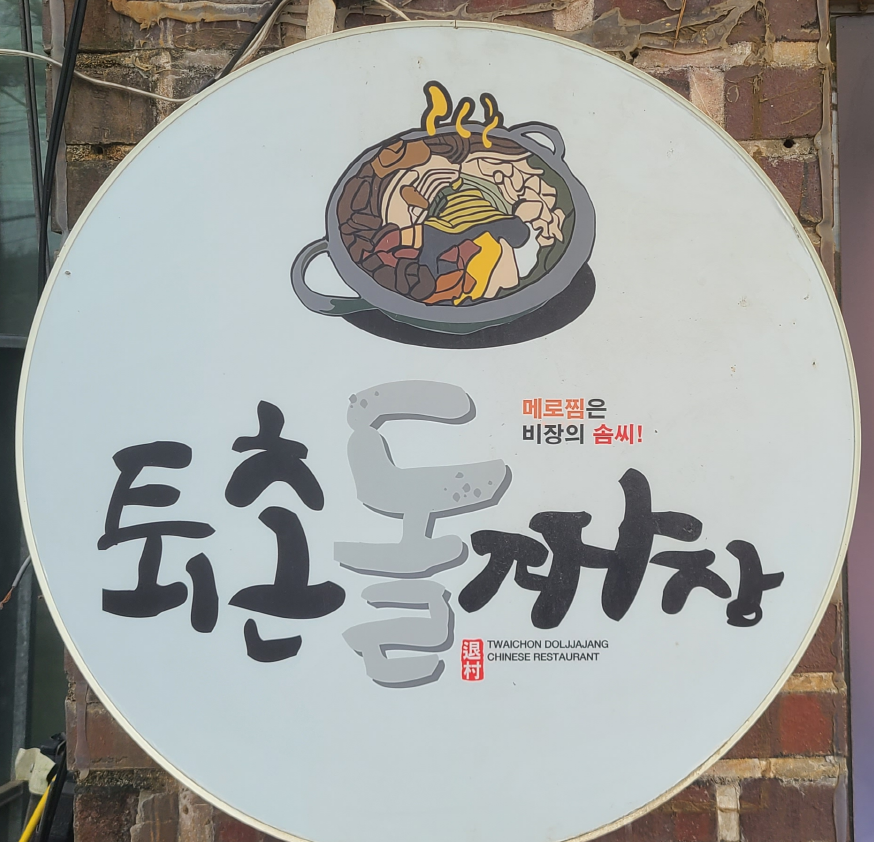 메로찜은
비장의 솜씨!
퇴촌돌짜장
退村
TWAICHON DOLJJAJANG
CHINESE RESTAURANT